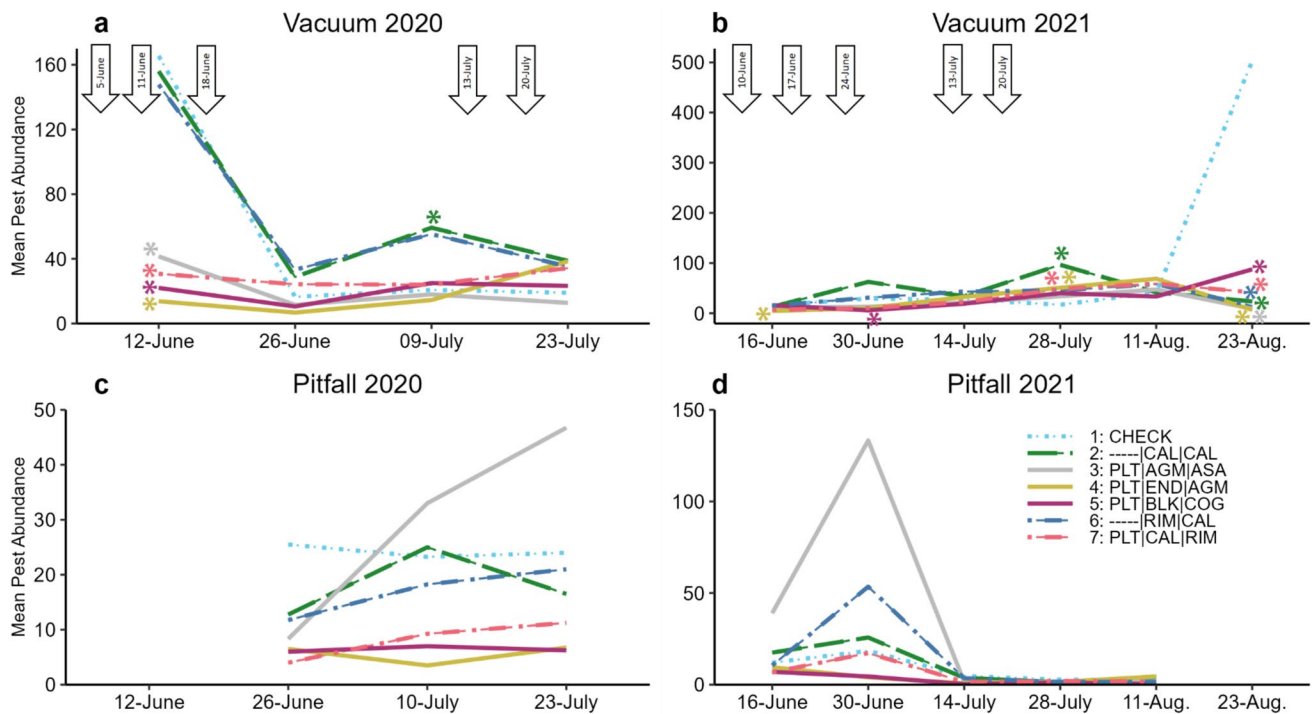 a Vacuum 2020
5-June 11-June 18-June 13-July 20-July
Mean Pest Abundance
160
120
80
40
0
* * * * *
12-June 26-June 09-July 23-July
b Vacuum 2021
10-June 17-June 24-June 13-July 20-July
500
400
300
200
100
0
* * * * * * * * * * *
16-June 30-June 14-July 28-July 11-Aug. 23-Aug.
c Pitfall 2020
Mean Pest Abundance
50
40
30
20
10
0
12-June 26-June 10-July 23-July
d Pitfall 2021
150
100
50
0
1: CHECK
2: -----|CAL|CAL
3: PLT|AGM|ASA
4: PLT|END|AGM
5: PLT|BLK|COG
6: -----|RIM|CAL
7: PLT|CAL|RIM
16-June 30-June 14-July 28-July 11-Aug. 23-Aug.